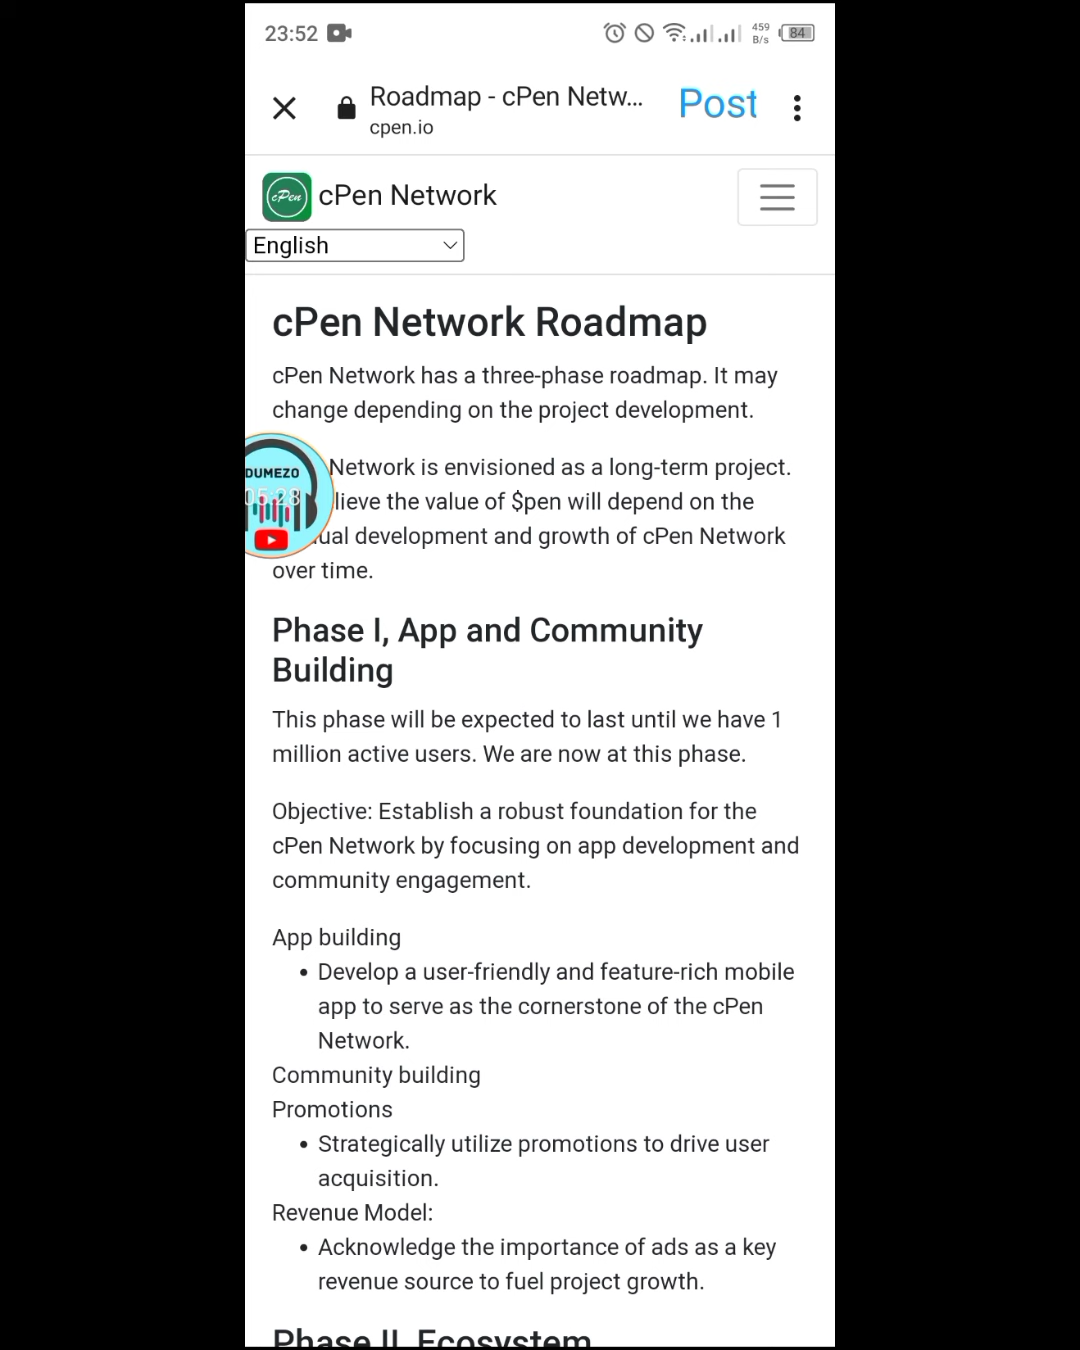 23:52
459
B/s
84
Roadmap - cPen Netw...
Post
cpen.io
cPen
cPen Network
English
cPen Network Roadmap
cPen Network has a three-phase roadmap. It may
change depending on the project development.
Network is envisioned as a long-term project.
lieve the value of $pen will depend on the
ual development and growth of cPen Network
over time.
DUMEZO
05:28
Phase I, App and Community
Building
This phase will be expected to last until we have 1
million active users. We are now at this phase.
Objective: Establish a robust foundation for the
cPen Network by focusing on app development and
community engagement.
App building
• Develop a user-friendly and feature-rich mobile
app to serve as the cornerstone of the cPen
Network.
Community building
Promotions
• Strategically utilize promotions to drive user
acquisition.
Revenue Model:
• Acknowledge the importance of ads as a key
revenue source to fuel project growth.
Phase II, Ecosystem